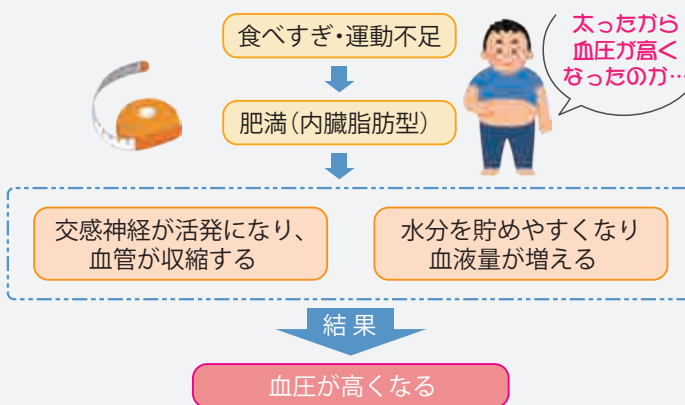 食べすぎ・運動不足
太ったから
血圧が高く
なったのか…
肥満（内臓脂肪型）
交感神経が活発になり、
血管が収縮する
水分を貯めやすくなり
血液量が増える
結果
血圧が高くなる